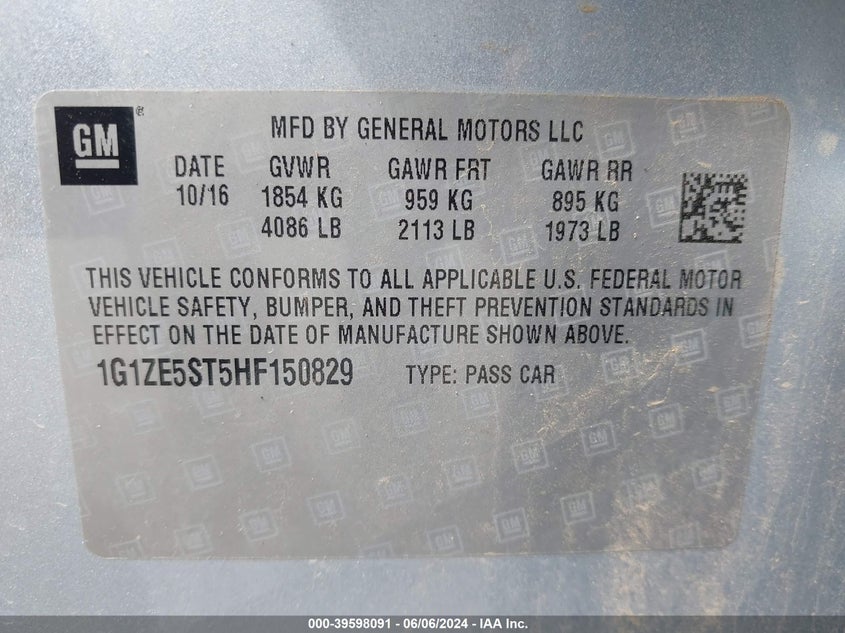 GM ®
MFD BY GENERAL MOTORS LLC
DATE GVWR GAWR FRT GAWR RR
10/16 1854 KG 959 KG 895 KG
4086 LB 2113 LB 1973 LB
THIS VEHICLE CONFORMS TO ALL APPLICABLE U.S. FEDERAL MOTOR
VEHICLE SAFETY, BUMPER, AND THEFT PREVENTION STANDARDS IN
EFFECT ON THE DATE OF MANUFACTURE SHOWN ABOVE.
1G1ZE5ST5HF150829 TYPE: PASS CAR
000-39598091 - 06/06/2024 - IAA Inc.